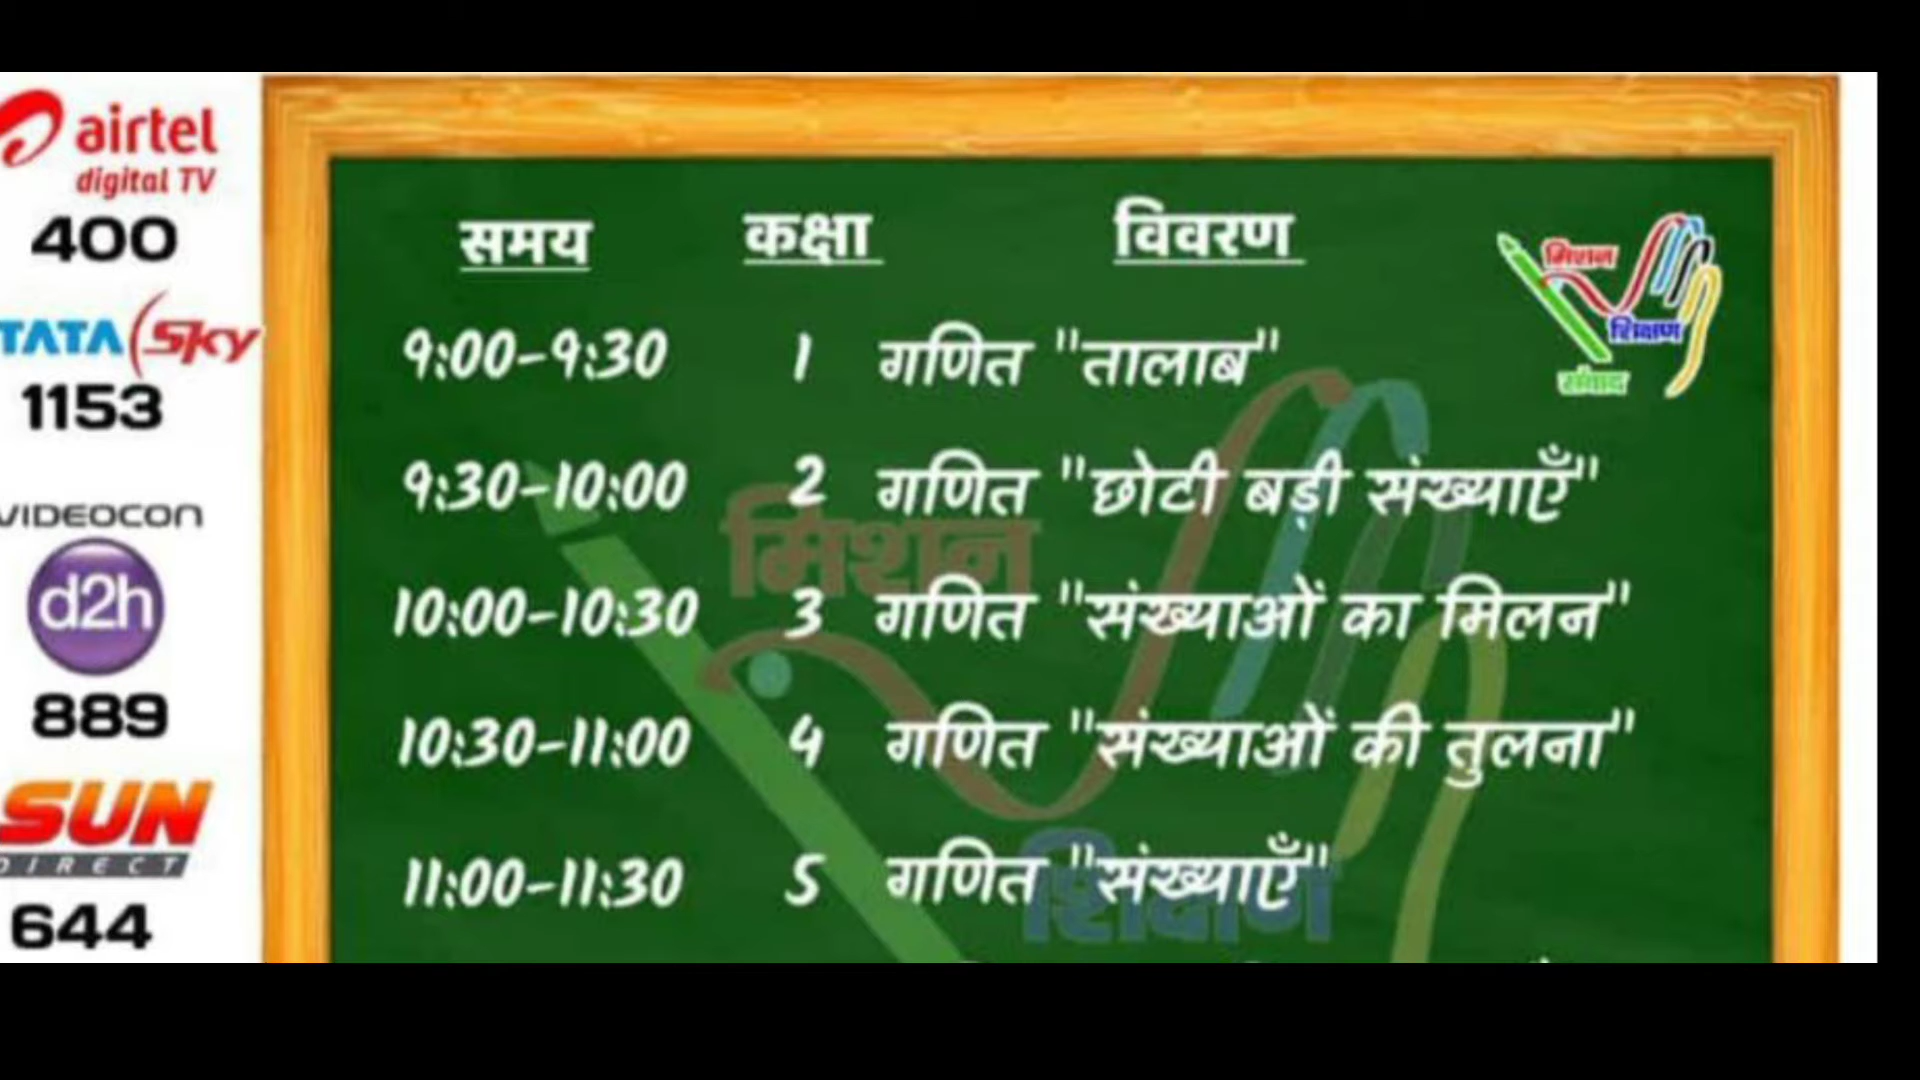 airtel
digital TV
400
TATA Sky
1153
VIDEOCON
d2h
889
SUN
DIRECT
644
समय कक्षा विवरण
9:00-9:30 1 गणित "तालाब"
9:30-10:00 2 गणित "छोटी बड़ी संख्याएँ"
10:00-10:30 3 गणित "संख्याओं का मिलन"
10:30-11:00 4 गणित "संख्याओं की तुलना"
11:00-11:30 5 गणित "संख्याएँ"
मिशन
शिक्षण
संवाद
मिशन
शिक्षण